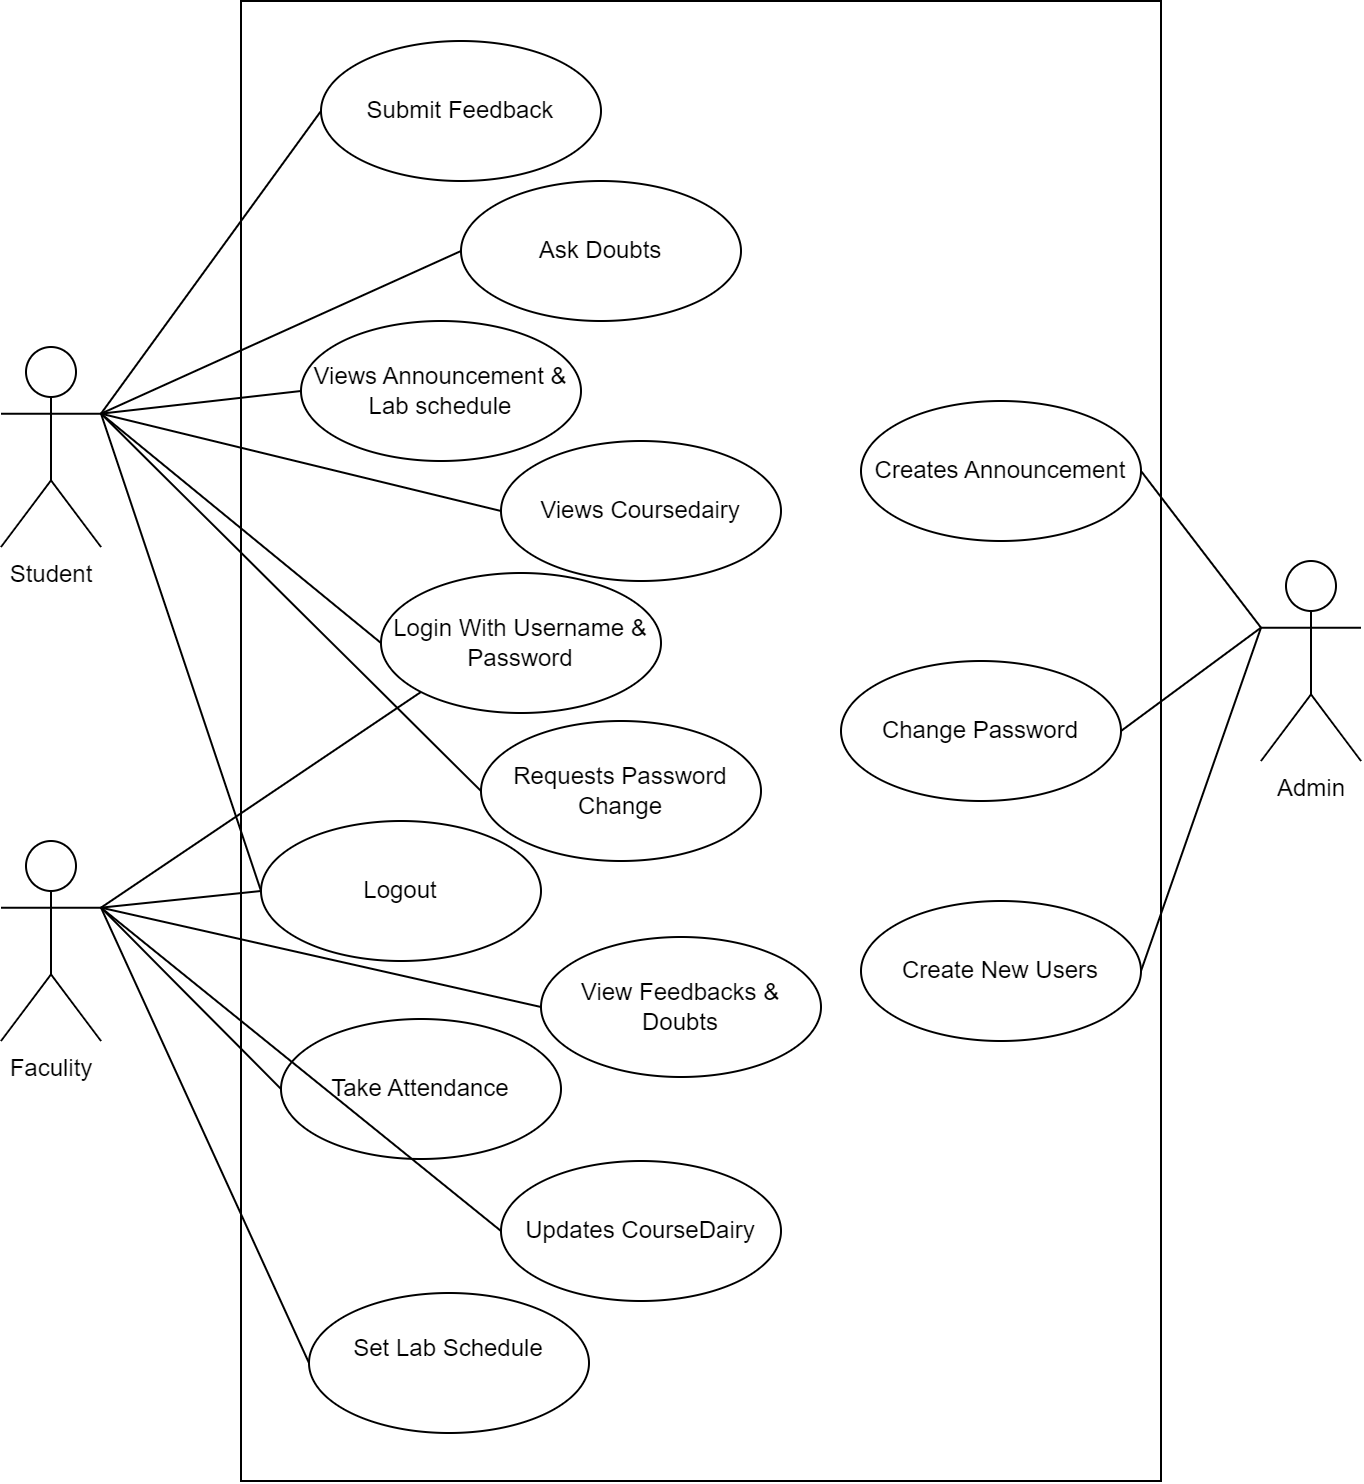 Submit Feedback
Ask Doubts
Views Announcement &
Lab schedule
Creates Announcement
Views Coursedairy
Student
Login With Username &
Password
Change Password
Requests Password
Change
Admin
Logout
Create New Users
View Feedbacks &
Doubts
Faculity
Take Attendance
Updates CourseDairy
Set Lab Schedule